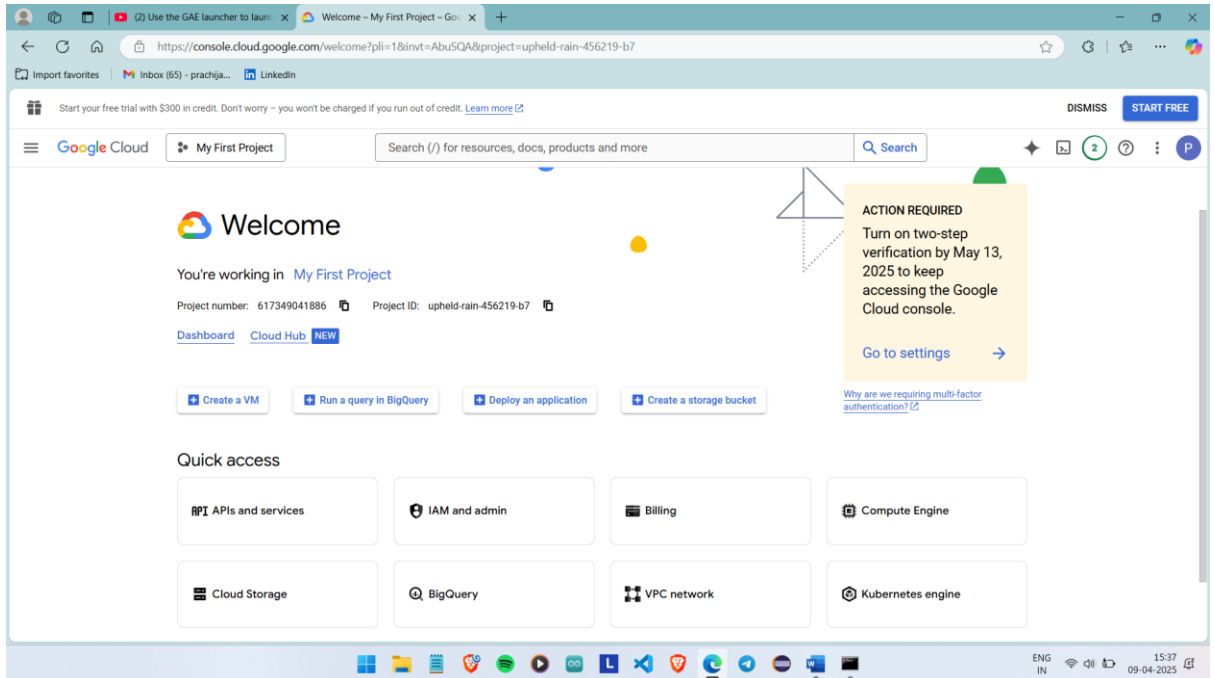 (2) Use the GAE launcher to launc
Welcome – My First Project – Goo
https://console.cloud.google.com/welcome?pli=1&invt=AbuSQA&project=upheld-rain-456219-b7
Import favorites
Inbox (65) - prachija...
LinkedIn
Start your free trial with $300 in credit. Don't worry – you won't be charged if you run out of credit. Learn more
DISMISS
START FREE
Google Cloud
My First Project
Search (/) for resources, docs, products and more
Search
2
P
Welcome
You're working in My First Project
Project number: 617349041886
Project ID: upheld-rain-456219-b7
Dashboard
Cloud Hub NEW
ACTION REQUIRED
Turn on two-step
verification by May 13,
2025 to keep
accessing the Google
Cloud console.
Go to settings
Create a VM
Run a query in BigQuery
Deploy an application
Create a storage bucket
Why are we requiring multi-factor
authentication?
Quick access
API APIs and services
IAM and admin
Billing
Compute Engine
Cloud Storage
BigQuery
VPC network
Kubernetes engine
L
ENG
IN
15:37
09-04-2025